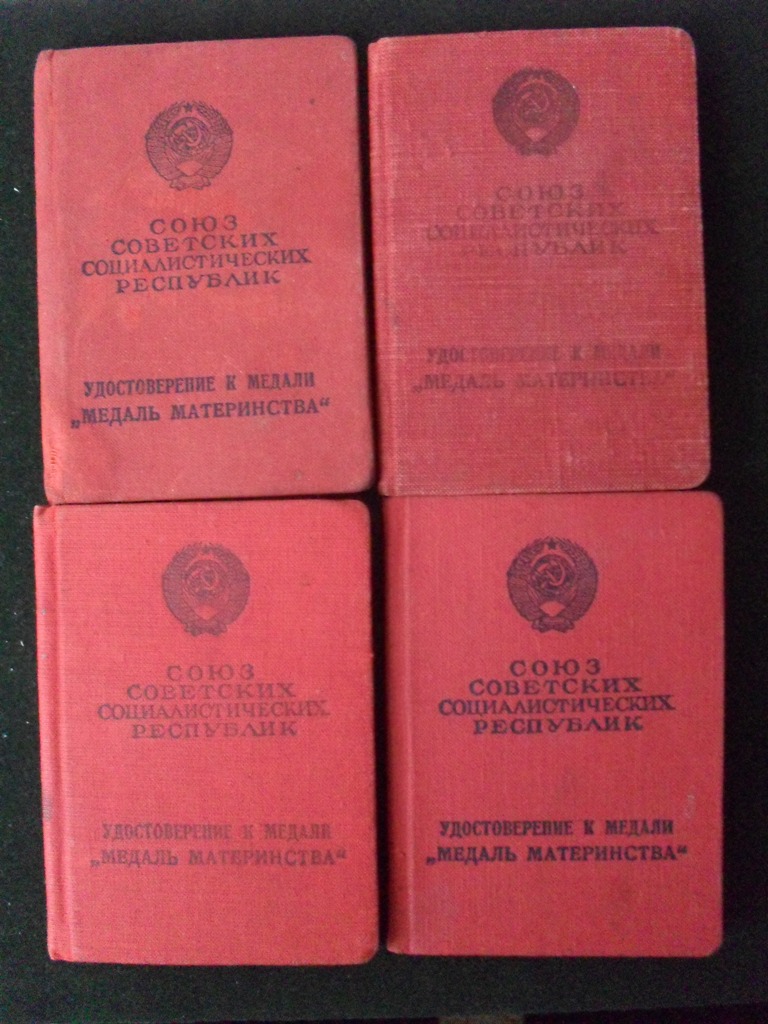 СОЮЗ
СОВЕТСКИХ
СОЦИАЛИСТИЧЕСКИХ
РЕСПУБЛИК
УДОСТОВЕРЕНИЕ К МЕДАЛИ
„МЕДАЛЬ МАТЕРИНСТВА“
СОЮЗ
СОВЕТСКИХ
СОЦИАЛИСТИЧЕСКИХ
РЕСПУБЛИК
УДОСТОВЕРЕНИЕ К МЕДАЛИ
„МЕДАЛЬ МАТЕРИНСТВА“
СОЮЗ
СОВЕТСКИХ
СОЦИАЛИСТИЧЕСКИХ
РЕСПУБЛИК
УДОСТОВЕРЕНИЕ К МЕДАЛИ
„МЕДАЛЬ МАТЕРИНСТВА“
СОЮЗ
СОВЕТСКИХ
СОЦИАЛИСТИЧЕСКИХ
РЕСПУБЛИК
УДОСТОВЕРЕНИЕ К МЕДАЛИ
„МЕДАЛЬ МАТЕРИНСТВА“